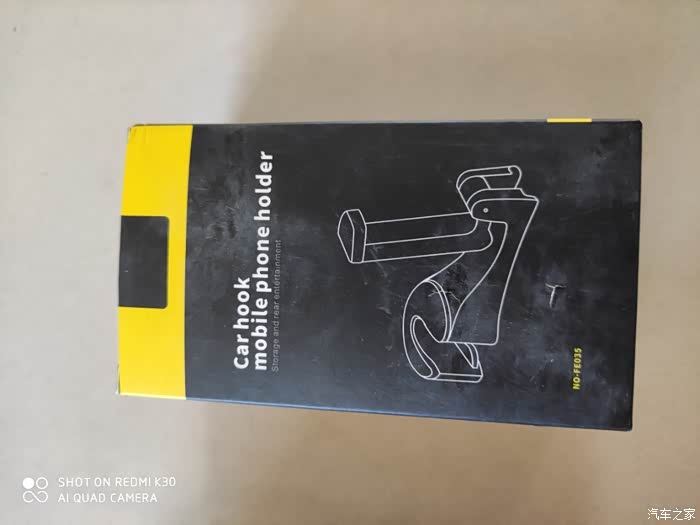 Car hook
mobile phone holder
Storage and rear entertainment
NO-FE035
SHOT ON REDMI K30
AI QUAD CAMERA
汽车之家